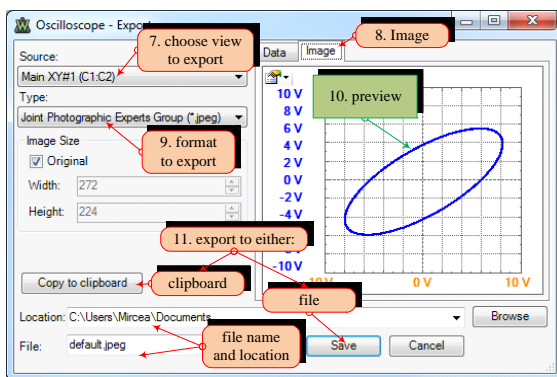 Oscilloscope - Export
7. choose view
to export
8. Image
Data
Image
Source:
Main XY#1 (C1:C2)
Type:
Joint Photographic Experts Group (*.jpeg)
9. format
to export
Image Size
Original
Width:
272
Height:
224
10. preview
10 V
8 V
6 V
4 V
2 V
0 V
-2 V
-4 V
-6 V
-10 V
0 V
10 V
11. export to either:
Copy to clipboard
clipboard
file
Location:
C:\Users\Mircea\Documents
Browse
file name
and location
File:
default.jpeg
Save
Cancel